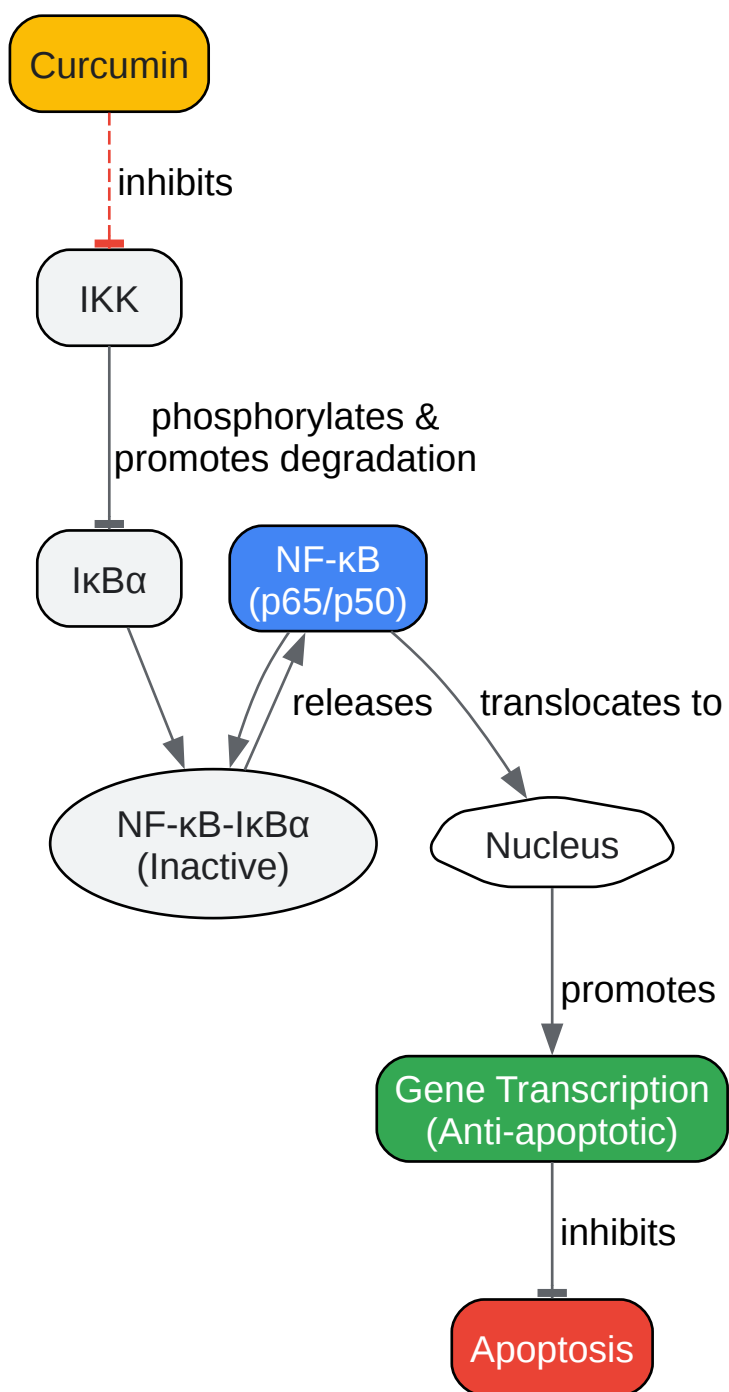 Curcumin
inhibits
IKK
phosphorylates &
promotes degradation
IκBα
NF-κB
(p65/p50)
releases
translocates to
NF-κB-IκBα
(Inactive)
Nucleus
promotes
Gene Transcription
(Anti-apoptotic)
inhibits
Apoptosis